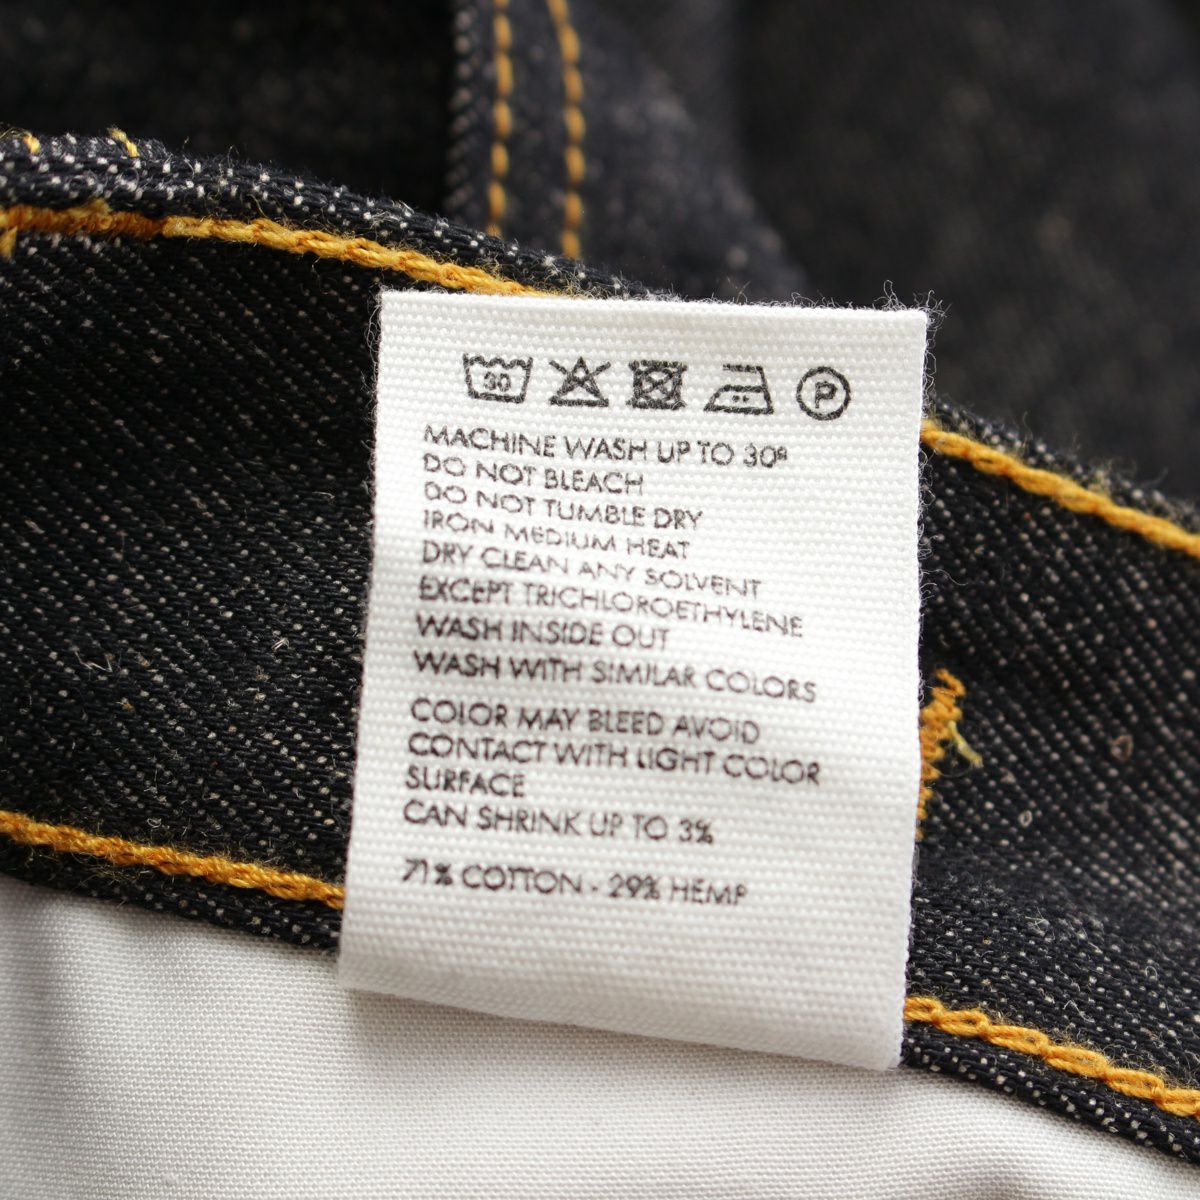 30 P
MACHINE WASH UP TO 30º
DO NOT BLEACH
DO NOT TUMBLE DRY
IRON MEDIUM HEAT
DRY CLEAN ANY SOLVENT
EXCEPT TRICHLOROETHYLENE
WASH INSIDE OUT
WASH WITH SIMILAR COLORS
COLOR MAY BLEED AVOID
CONTACT WITH LIGHT COLOR
SURFACE
CAN SHRINK UP TO 3%
71% COTTON - 29% HEMP